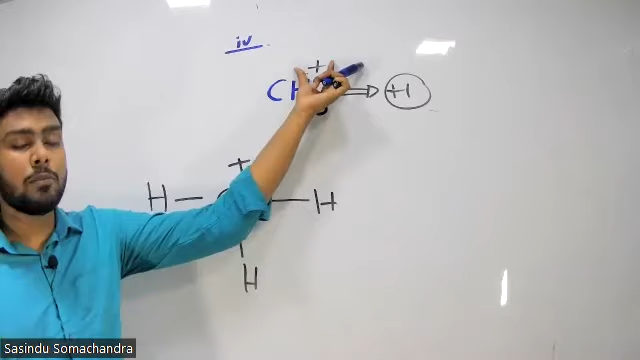 iv
CH + ⇒ +1
+
H — — H
H
Sasindu Somachandra